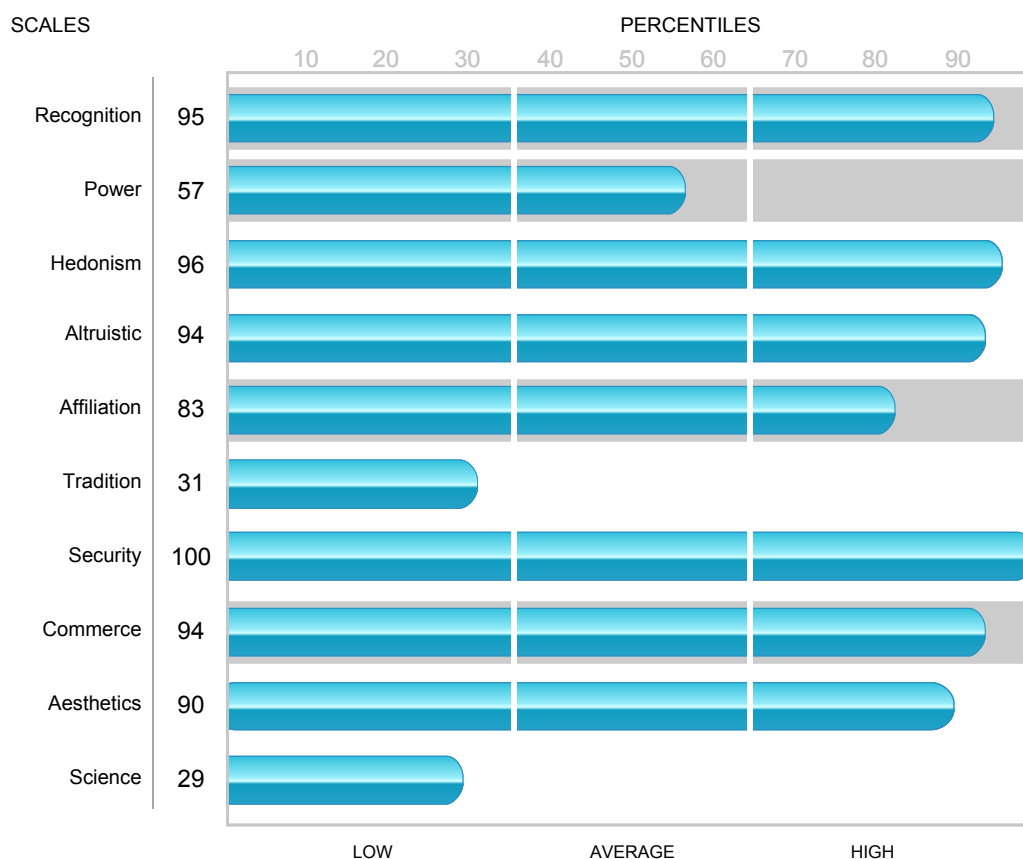 SCALES PERCENTILES
10 20 30 40 50 60 70 80 90
Recognition 95
Power 57
Hedonism 96
Altruistic 94
Affiliation 83
Tradition 31
Security 100
Commerce 94
Aesthetics 90
Science 29
LOW AVERAGE HIGH